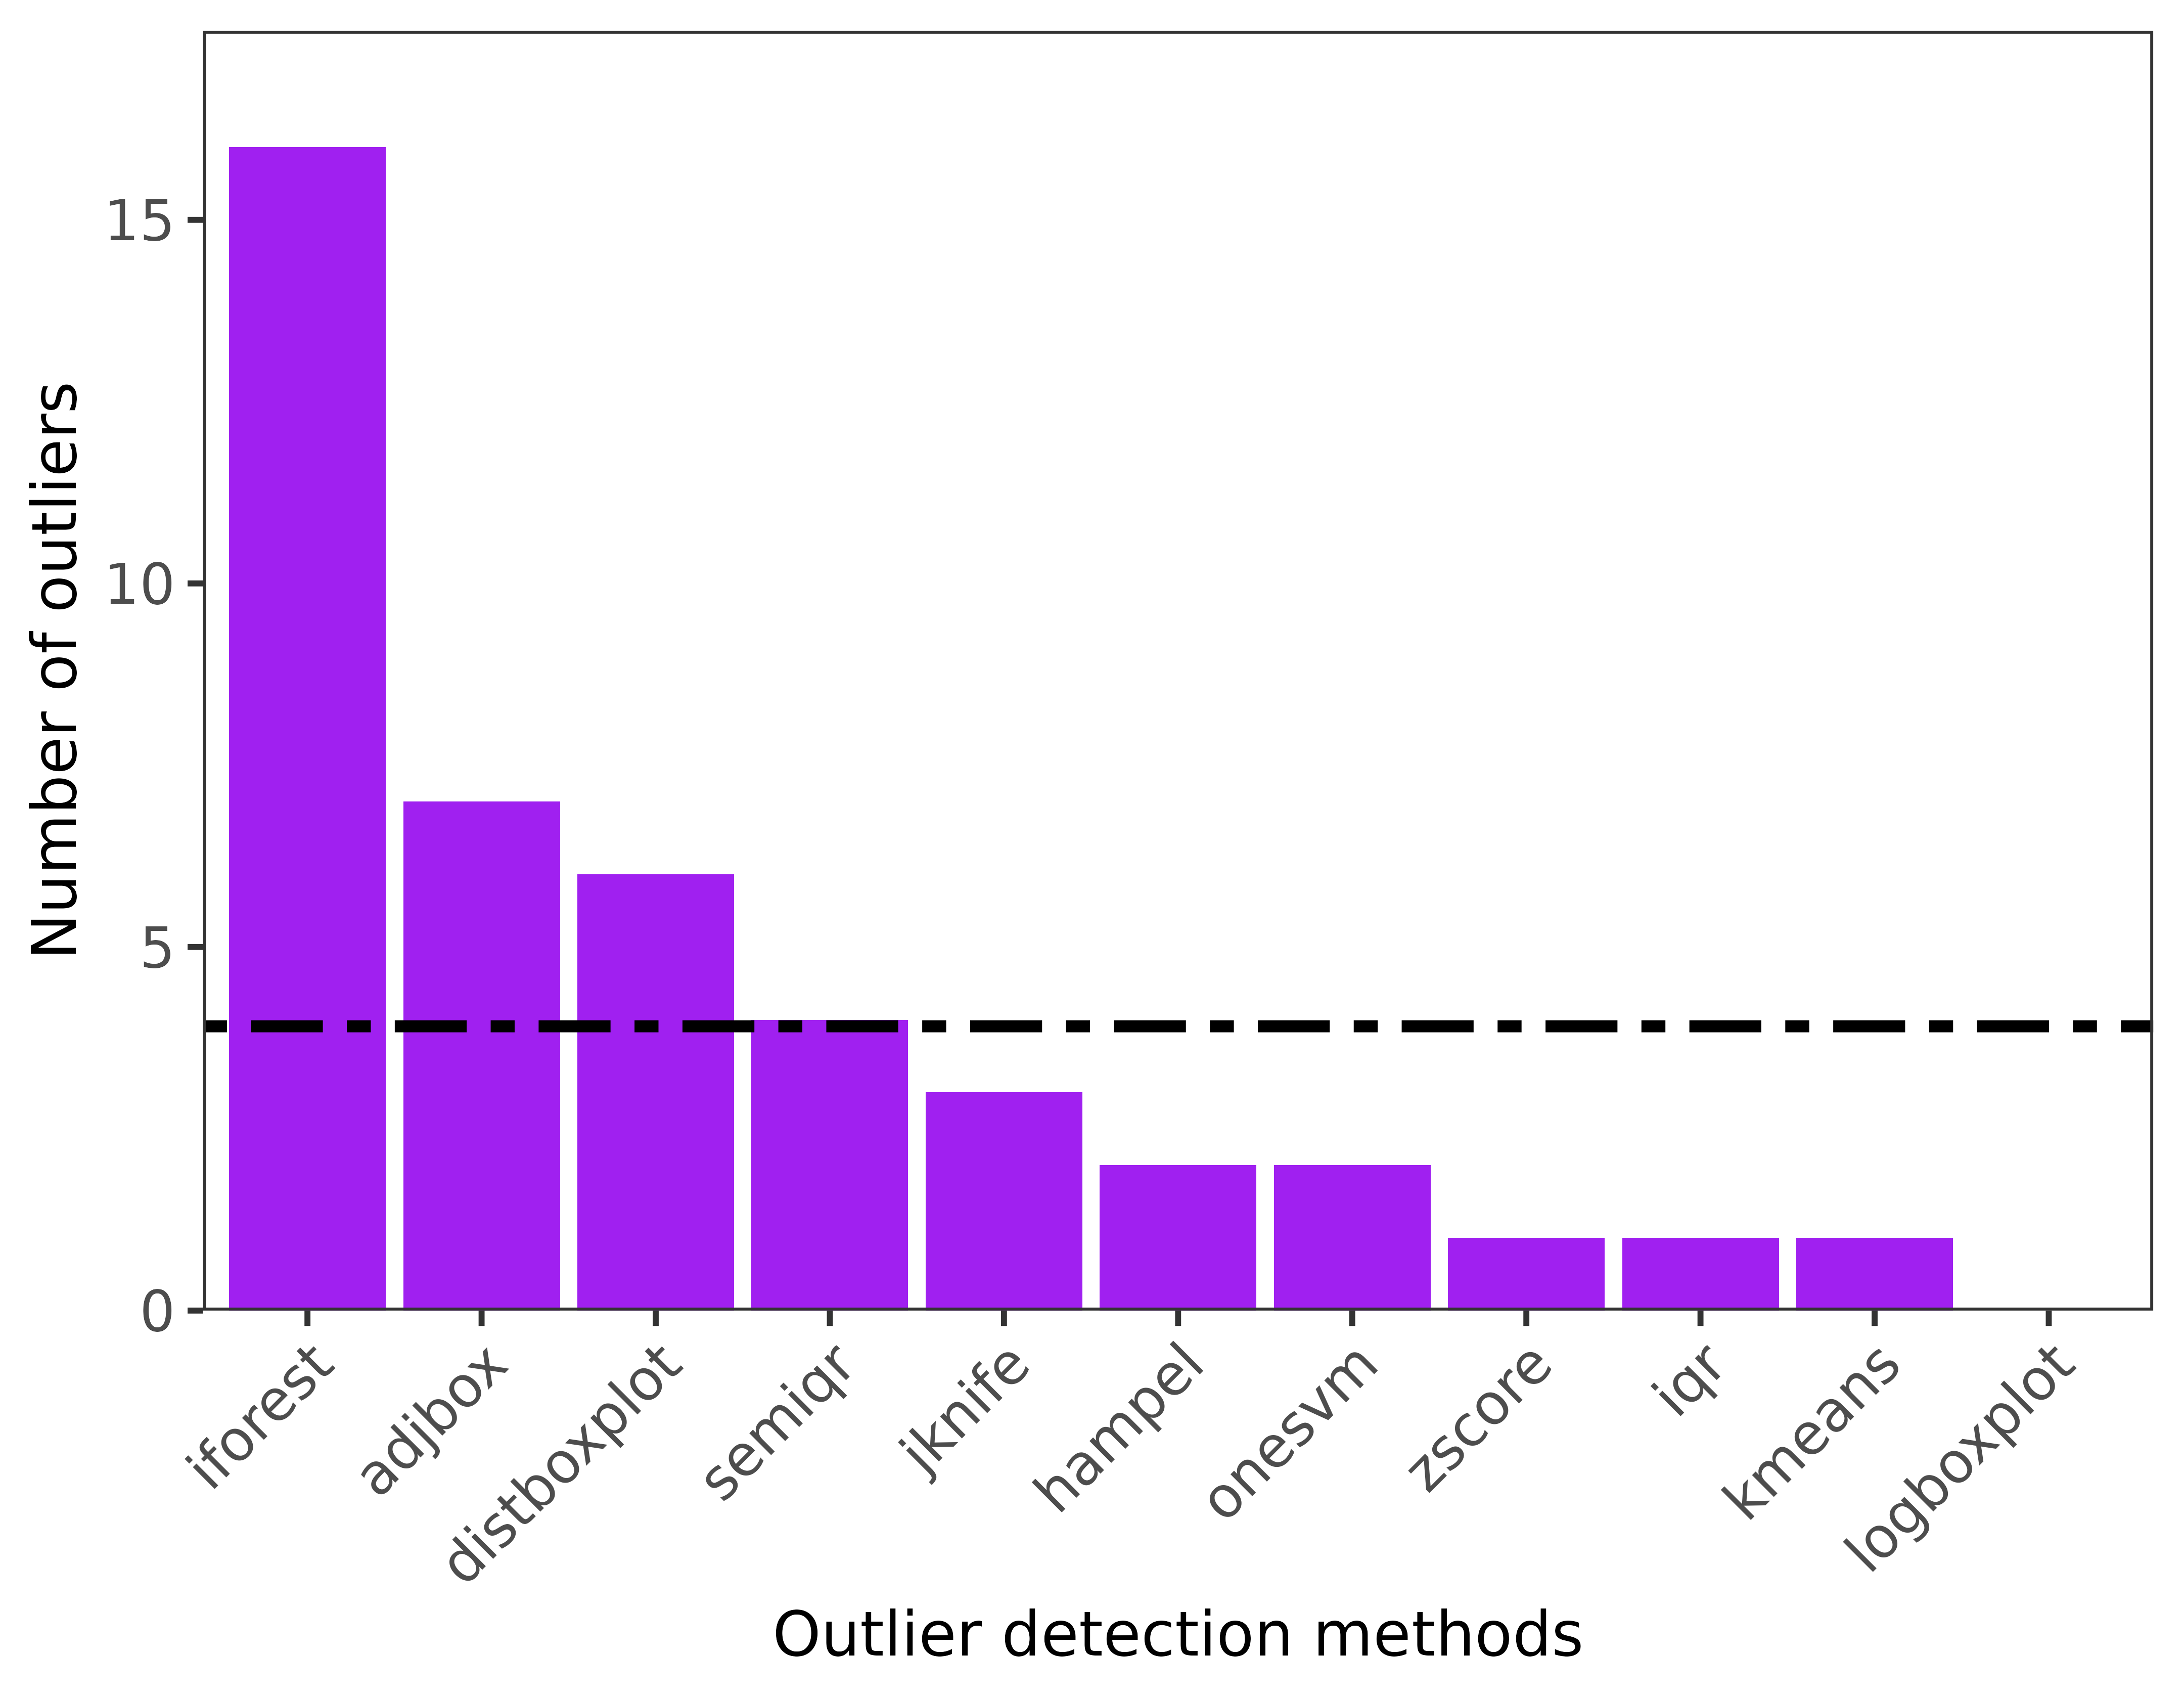 Number of outliers
15
10
5
0
iforest
adjbox
distboxplot
semiqr
jknife
hampel
onesvm
zscore
iqr
kmeans
logboxplot
Outlier detection methods